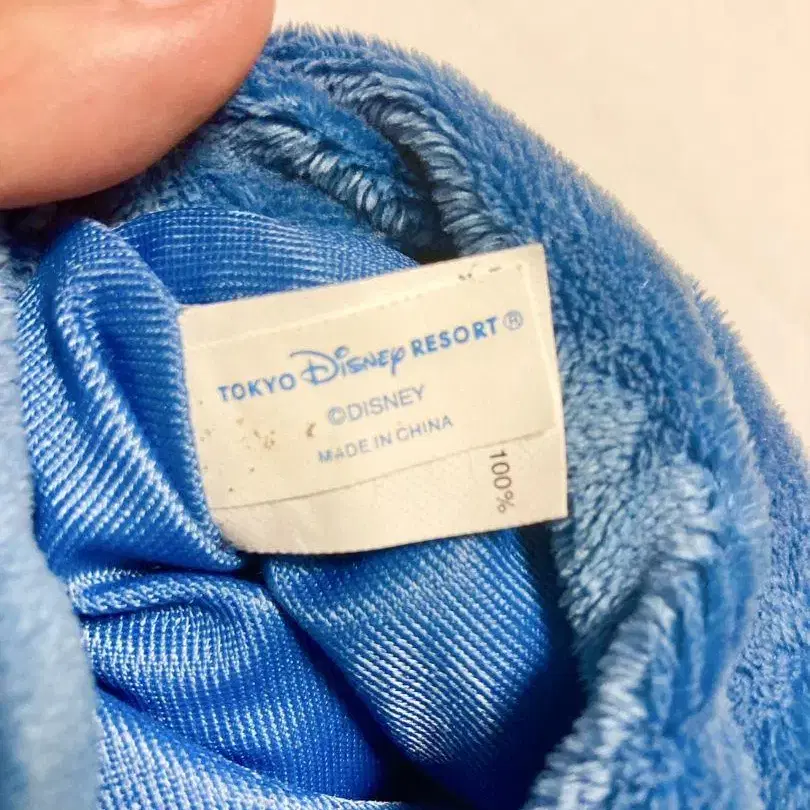 TOKYO Disney RESORT®
©DISNEY
MADE IN CHINA
100%